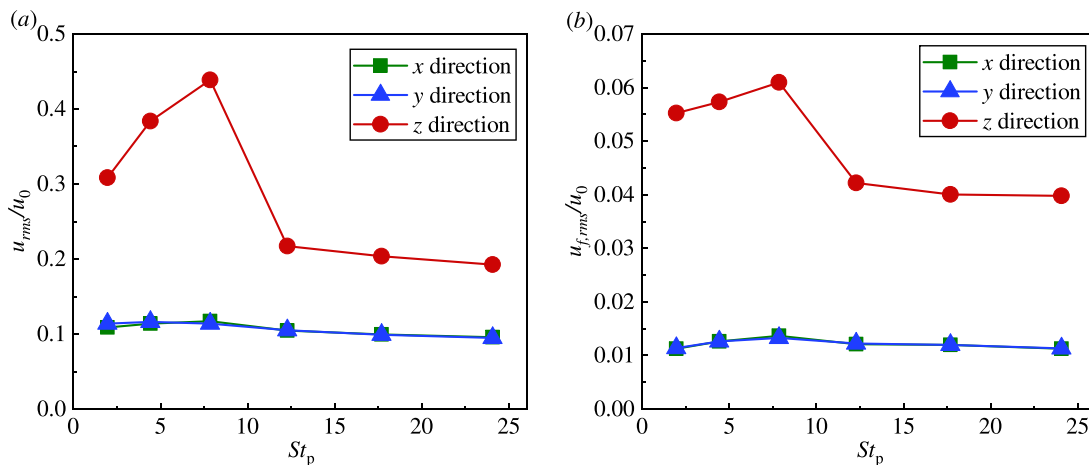 (a)
0.5
0.4
0.3
0.2
0.1
0.0
u_rms/u_0
0 5 10 15 20 25
St_p
x direction
y direction
z direction
(b)
0.07
0.06
0.05
0.04
0.03
0.02
0.01
0.00
u_f,rms/u_0
0 5 10 15 20 25
St_p
x direction
y direction
z direction